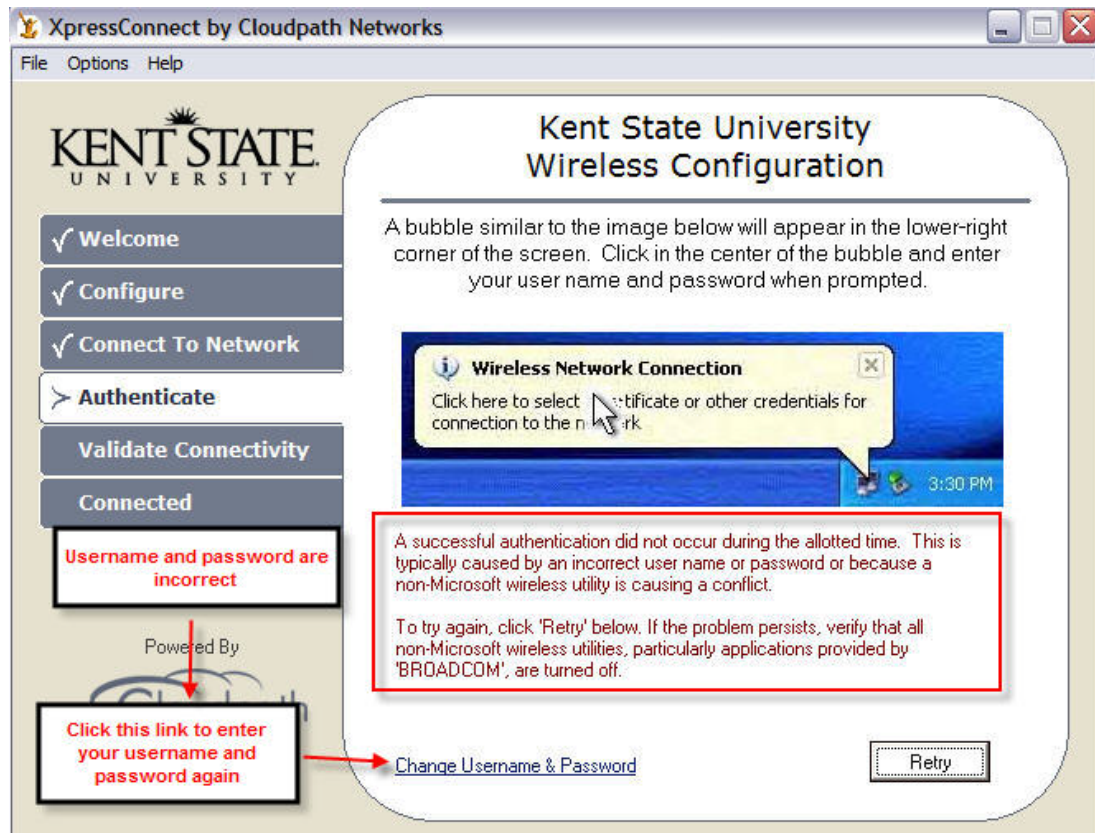 XpressConnect by Cloudpath Networks
File Options Help
KENT STATE
UNIVERSITY
√ Welcome
√ Configure
√ Connect To Network
> Authenticate
Validate Connectivity
Connected
Username and password are
incorrect
Powered By
Click this link to enter
your username and
password again
Kent State University
Wireless Configuration
A bubble similar to the image below will appear in the lower-right
corner of the screen. Click in the center of the bubble and enter
your user name and password when prompted.
Wireless Network Connection
Click here to select certificate or other credentials for
connection to the network
3:30 PM
A successful authentication did not occur during the allotted time. This is
typically caused by an incorrect user name or password or because a
non-Microsoft wireless utility is causing a conflict.
To try again, click 'Retry' below. If the problem persists, verify that all
non-Microsoft wireless utilities, particularly applications provided by
'BROADCOM', are turned off.
Change Username & Password
Retry